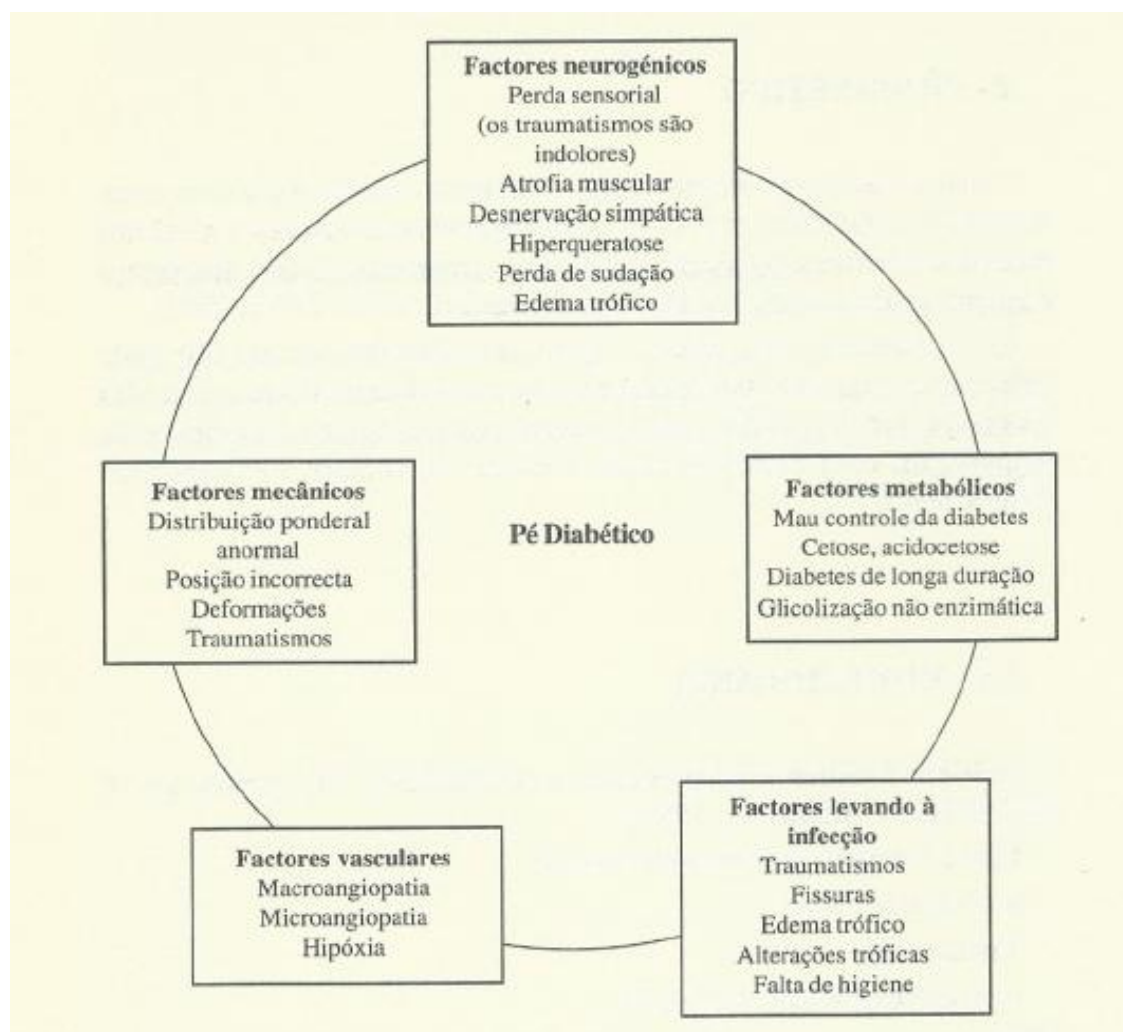 Factores neurogénicos
Perda sensorial
(os traumatismos são
indolores)
Atrofia muscular
Desnervação simpática
Hiperqueratose
Perda de sudação
Edema trófico
Factores mecânicos
Distribuição ponderal
anormal
Posição incorrecta
Deformações
Traumatismos
Pé Diabético
Factores metabólicos
Mau controle da diabetes
Cetose, acidocetose
Diabetes de longa duração
Glicolização não enzimática
Factores vasculares
Macroangiopatia
Microangiopatia
Hipóxia
Factores levando à
infecção
Traumatismos
Fissuras
Edema trófico
Alterações tróficas
Falta de higiene